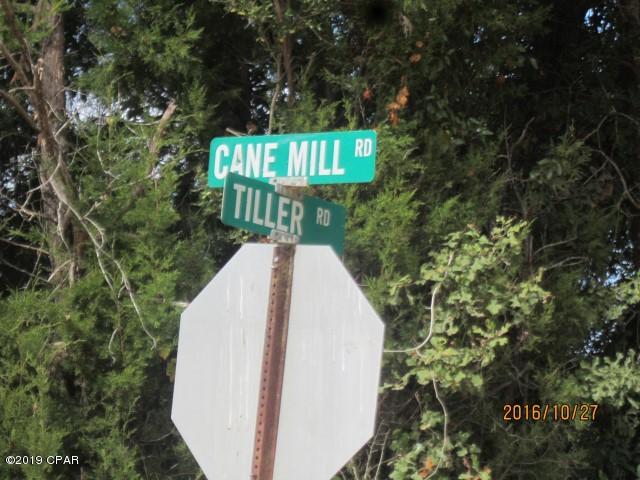 CANE MILL RD
TILLER RD
2016/10/27
©2019 CPAR